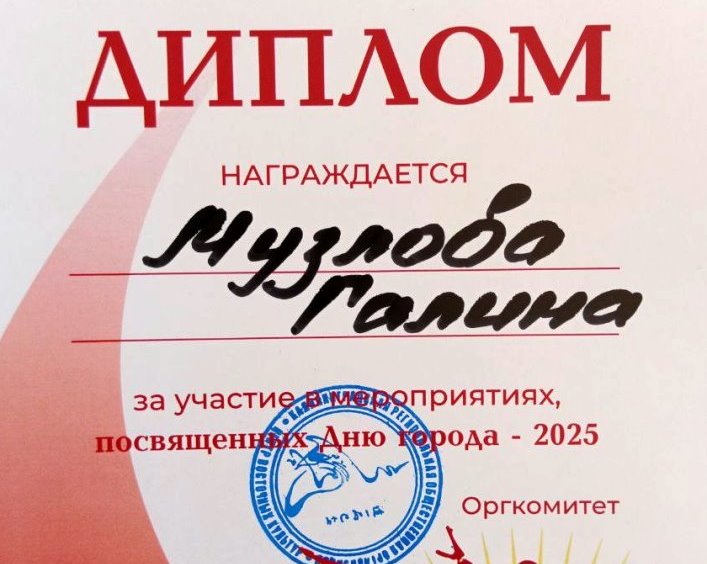 ДИПЛОМ
НАГРАЖДАЕТСЯ
Музлова
Галина
за участие в мероприятиях,
посвященных Дню города - 2025
Оргкомитет